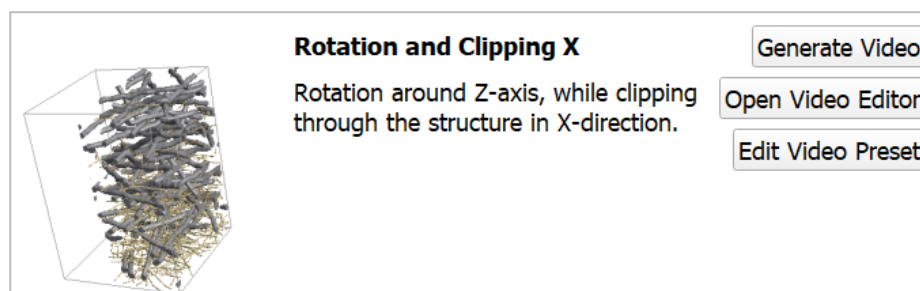 Rotation and Clipping X
Rotation around Z-axis, while clipping
through the structure in X-direction.
Generate Video
Open Video Editor
Edit Video Preset